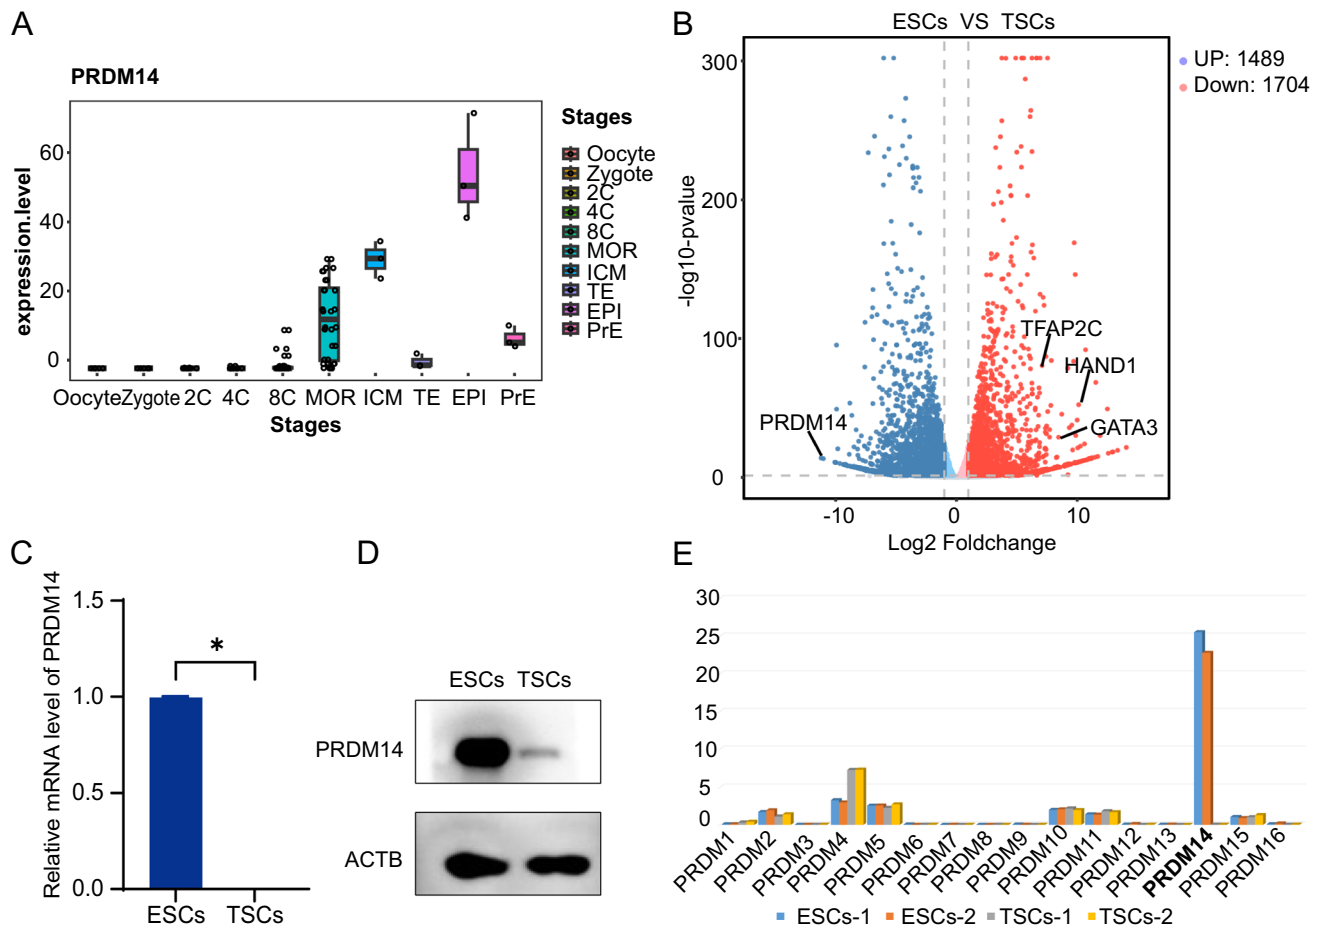 A
PRDM14
expression.level
60
40
20
0
Oocyte Zygote 2C 4C 8C MOR ICM TE EPI PrE
Stages
Stages
Oocyte
Zygote
2C
4C
8C
MOR
ICM
TE
EPI
PrE
B
ESCs VS TSCs
-log10-pvalue
300
200
100
0
TFAP2C
HAND1
GATA3
PRDM14
-10 0 10
Log2 Foldchange
UP: 1489
Down: 1704
C
Relative mRNA level of PRDM14
1.5
1.0
0.5
0.0
*
ESCs TSCs
D
ESCs TSCs
PRDM14
ACTB
E
30
25
20
15
10
5
0
PRDM1 PRDM2 PRDM3 PRDM4 PRDM5 PRDM6 PRDM7 PRDM8 PRDM9 PRDM10 PRDM11 PRDM12 PRDM13 PRDM14 PRDM15 PRDM16
ESCs-1 ESCs-2 TSCs-1 TSCs-2